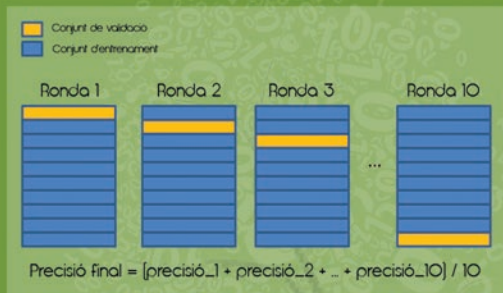 Conjunt de validació
Conjunt d'entrenament
Ronda 1
Ronda 2
Ronda 3
Ronda 10
...
Precisió final = (precisió_1 + precisió_2 + ... + precisió_10) / 10